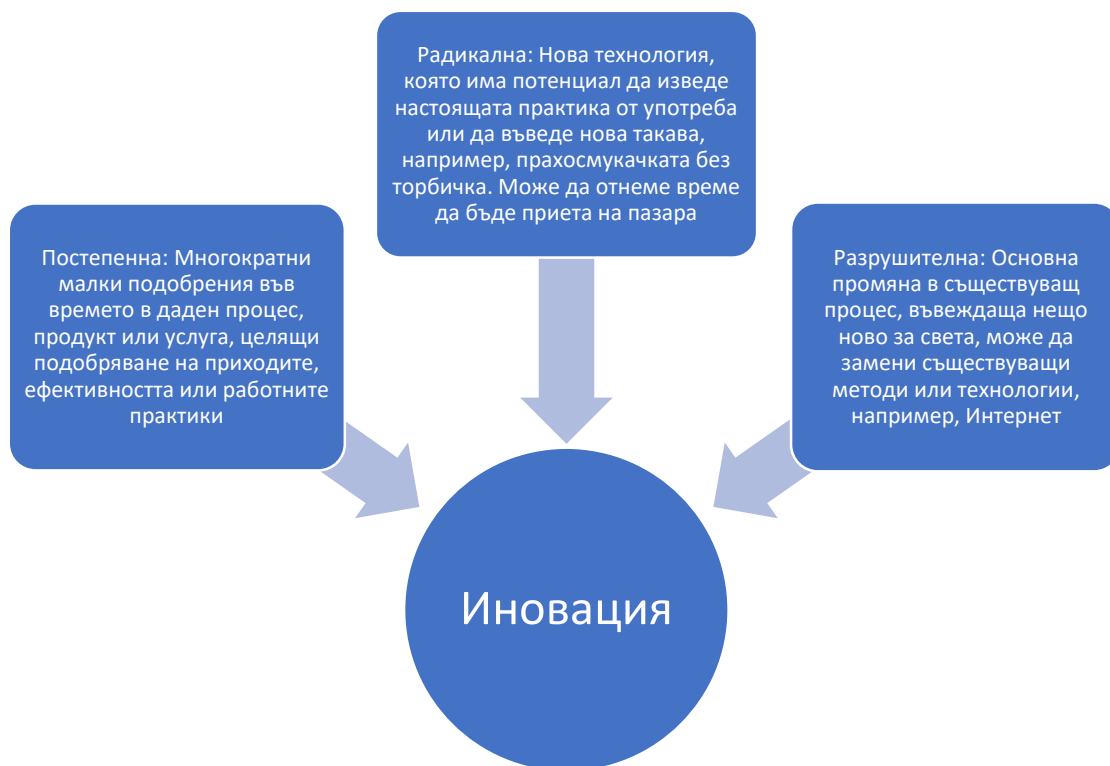 Радикална: Нова технология,
която има потенциал да изведе
настоящата практика от употреба
или да въведе нова такава,
например, прахосмукачката без
торбичка. Може да отнеме време
да бъде приета на пазара
Постепенна: Многократни
малки подобрения във
времето в даден процес,
продукт или услуга, целящи
подобряване на приходите,
ефективността или работните
практики
Разрушителна: Основна
промяна в съществуващ
процес, въвеждаща нещо
ново за света, може да
замени съществуващи
методи или технологии,
например, Интернет
Иновация